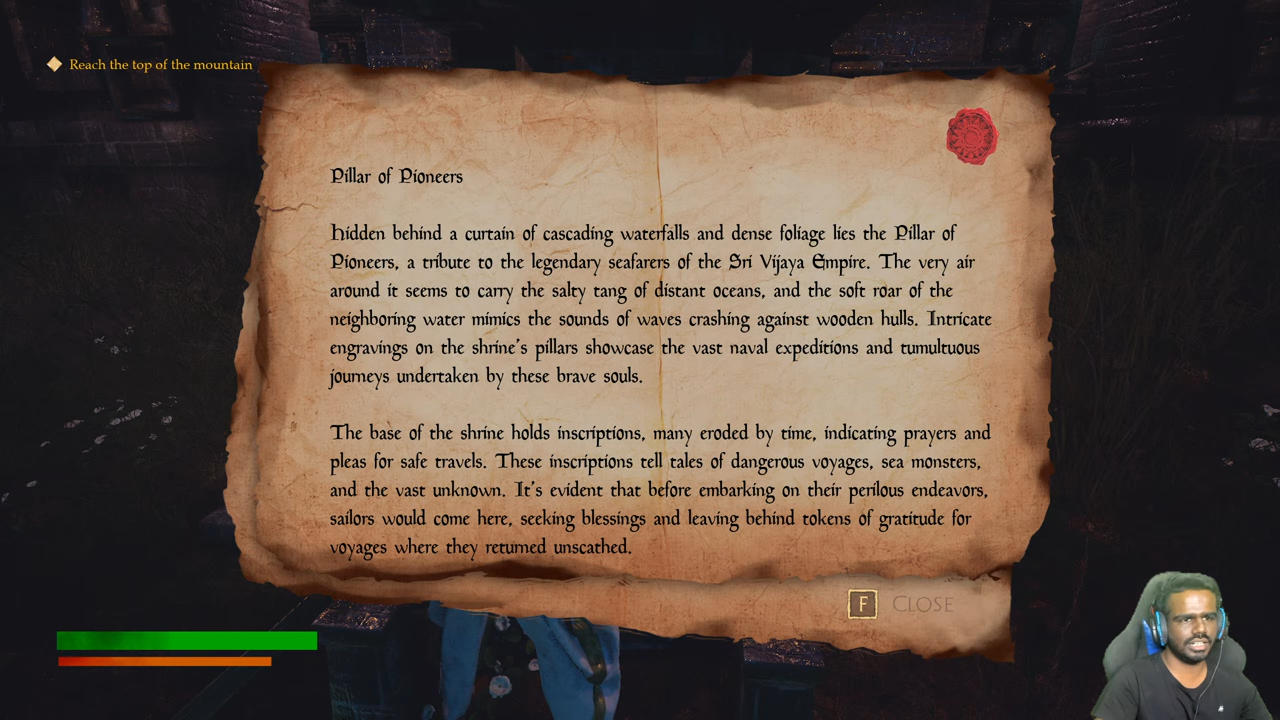 Reach the top of the mountain
Pillar of Pioneers
Hidden behind a curtain of cascading waterfalls and dense foliage lies the Pillar of
Pioneers, a tribute to the legendary seafarers of the Sri Vijaya Empire. The very air
around it seems to carry the salty tang of distant oceans, and the soft roar of the
neighboring water mimics the sounds of waves crashing against wooden hulls. Intricate
engravings on the shrine's pillars showcase the vast naval expeditions and tumultuous
journeys undertaken by these brave souls.
The base of the shrine holds inscriptions, many eroded by time, indicating prayers and
pleas for safe travels. These inscriptions tell tales of dangerous voyages, sea monsters,
and the vast unknown. It's evident that before embarking on their perilous endeavors,
sailors would come here, seeking blessings and leaving behind tokens of gratitude for
voyages where they returned unscathed.
F CLOSE